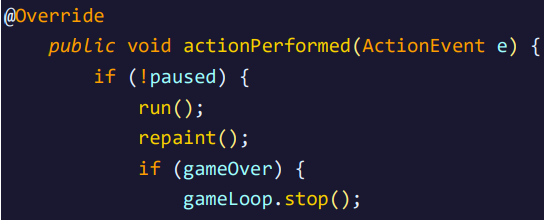 @Override
    public void actionPerformed(ActionEvent e) {
        if (!paused) {
            run();
            repaint();
            if (gameOver) {
                gameLoop.stop();